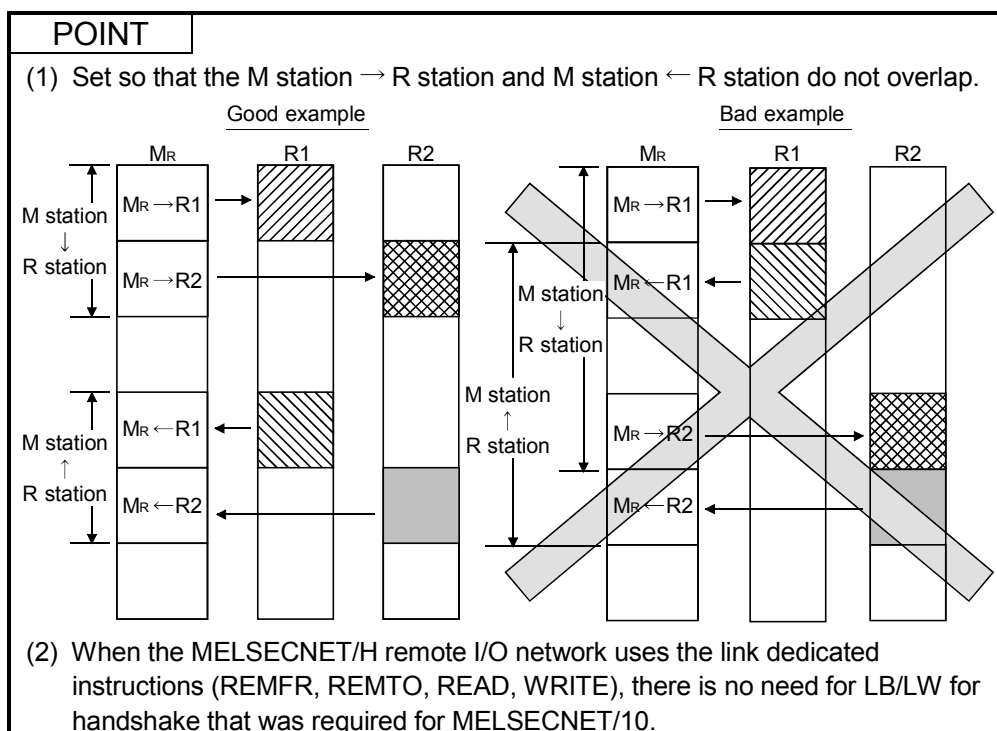 POINT
(1) Set so that the M station → R station and M station ← R station do not overlap.
Good example
MR R1 R2
M station
↓
R station
MR→R1
MR→R2
M station
↑
R station
MR←R1
MR←R2
Bad example
MR R1 R2
MR→R1
MR←R1
M station
↓
R station
M station
↑
R station
MR→R2
MR←R2
(2) When the MELSECNET/H remote I/O network uses the link dedicated
instructions (REMFR, REMTO, READ, WRITE), there is no need for LB/LW for
handshake that was required for MELSECNET/10.